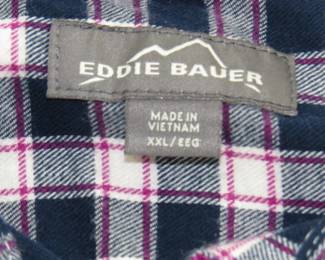 EDDIE BAUER
MADE IN
VIETNAM
XXL/EEG